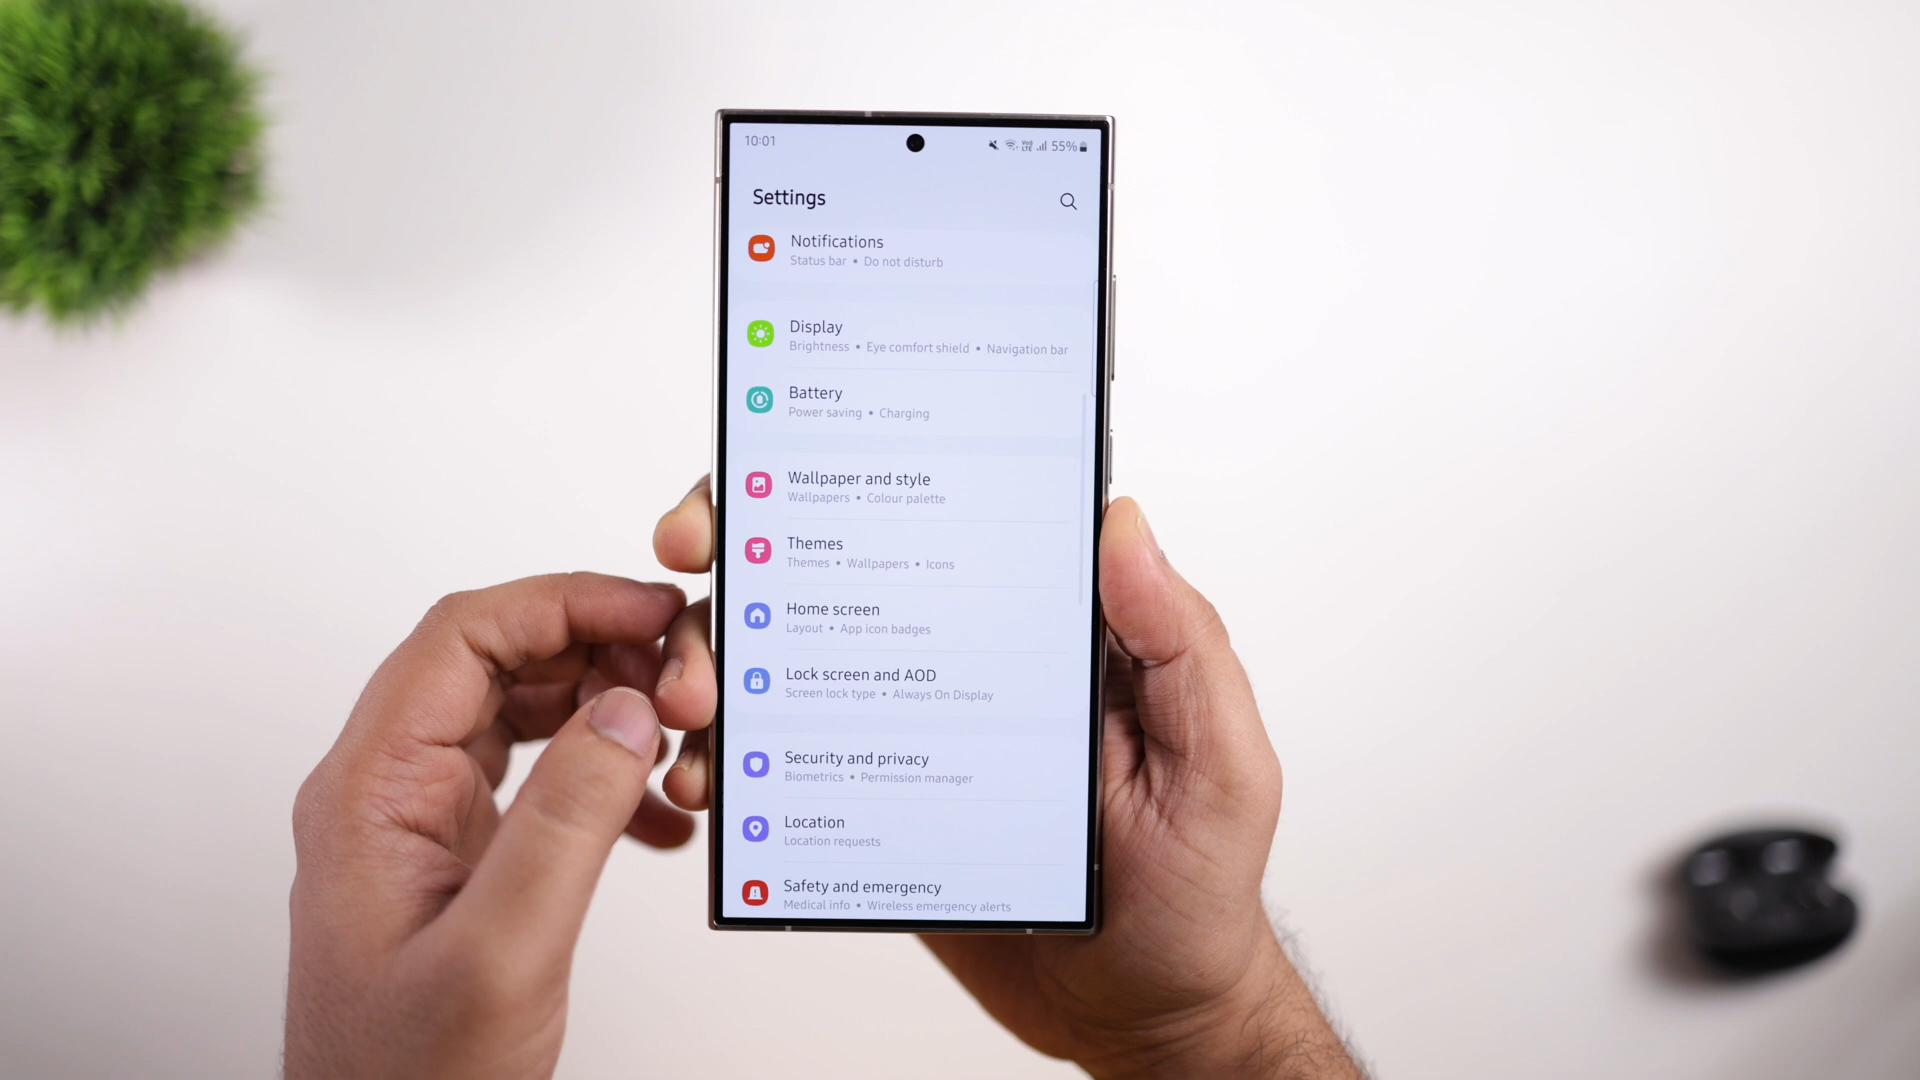 10:01
Vo) LTE 55%
Settings
Notifications
Status bar • Do not disturb
Display
Brightness • Eye comfort shield • Navigation bar
Battery
Power saving • Charging
Wallpaper and style
Wallpapers • Colour palette
Themes
Themes • Wallpapers • Icons
Home screen
Layout • App icon badges
Lock screen and AOD
Screen lock type • Always On Display
Security and privacy
Biometrics • Permission manager
Location
Location requests
Safety and emergency
Medical info • Wireless emergency alerts